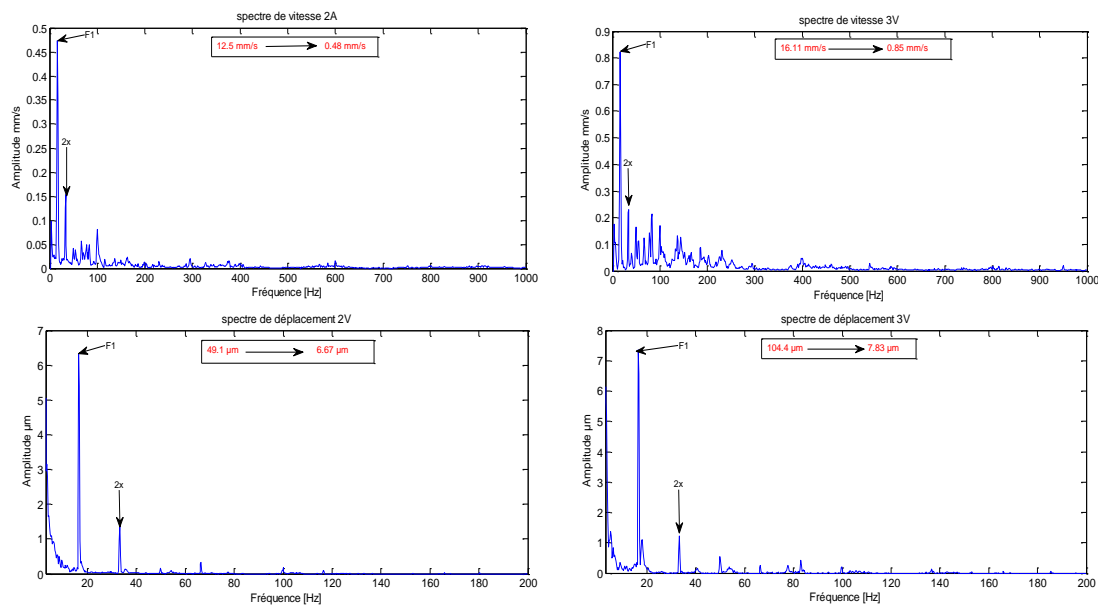 spectre de vitesse 2A
0.5
0.45
0.4
0.35
0.3
0.25
0.2
0.15
0.1
0.05
0
Amplitude mm/s
F1
12.5 mm/s 0.48 mm/s
2x
0 100 200 300 400 500 600 700 800 900 1000
Fréquence [Hz]
spectre de vitesse 3V
0.9
0.8
0.7
0.6
0.5
0.4
0.3
0.2
0.1
0
Amplitude mm/s
F1
16.11 mm/s 0.85 mm/s
2x
0 100 200 300 400 500 600 700 800 900 1000
Fréquence [Hz]
spectre de déplacement 2V
7
6
5
4
3
2
1
0
Amplitude µm
F1
49.1 µm 6.67 µm
2x
20 40 60 80 100 120 140 160 180 200
Fréquence [Hz]
spectre de déplacement 3V
8
7
6
5
4
3
2
1
0
Amplitude µm
F1
104.4 µm 7.83 µm
2x
20 40 60 80 100 120 140 160 180 200
Fréquence [Hz]